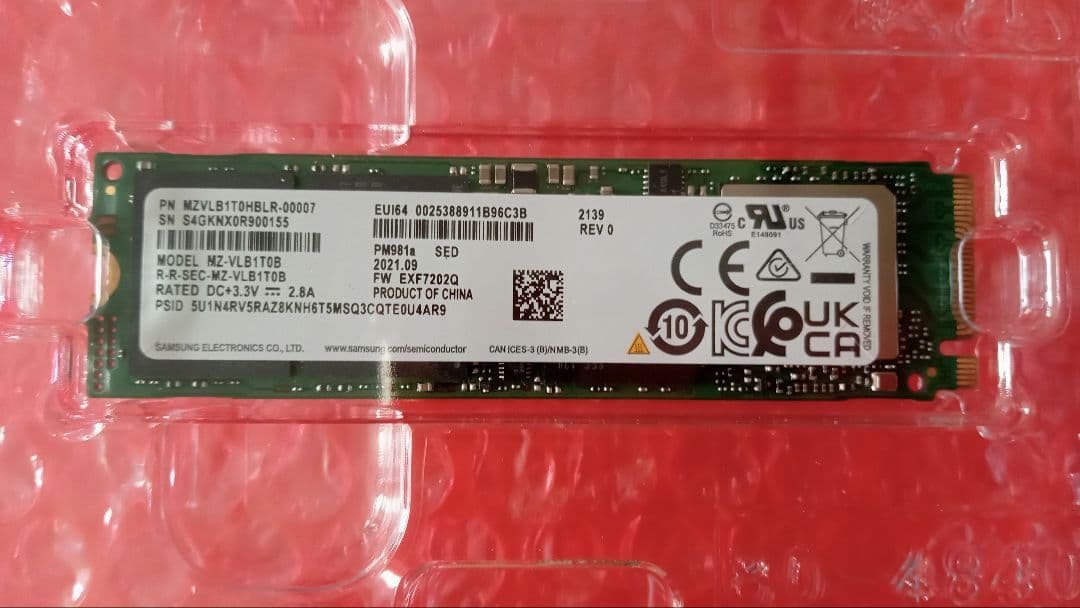 PN MZVLB1T0HBLR-00007
SN S4GKNX0R900155
MODEL MZ-VLB1T0B
R-R-SEC-MZ-VLB1T0B
RATED DC+3.3V ⎓ 2.8A
PSID 5U1N4RV5RAZ8KNH6T5MSQ3CQTE0U4AR9
SAMSUNG ELECTRONICS CO., LTD.
www.samsung.com/semiconductor
CAN ICES-3 (B)/NMB-3(B)
EUI64 0025388911B96C3B
PM981a SED
2021.09
FW EXF7202Q
PRODUCT OF CHINA
2139
REV 0
D33475
RoHS
C RU® US
E149091
CE
10
KC
UK
CA
WARRANTY VOID IF REMOVED